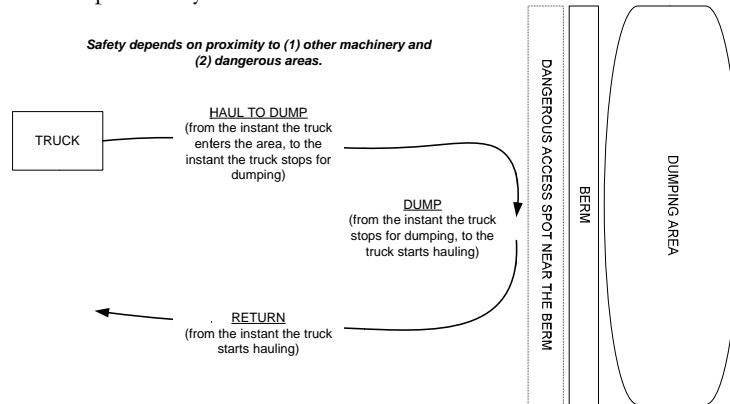 Safety depends on proximity to (1) other machinery and
(2) dangerous areas.
TRUCK
HAUL TO DUMP
(from the instant the truck
enters the area, to the
instant the truck stops for
dumping)
DUMP
(from the instant the truck
stops for dumping, to the
truck starts hauling)
RETURN
(from the instant the truck
starts hauling)
DANGEROUS ACCESS SPOT NEAR THE BERM
BERM
DUMPING AREA